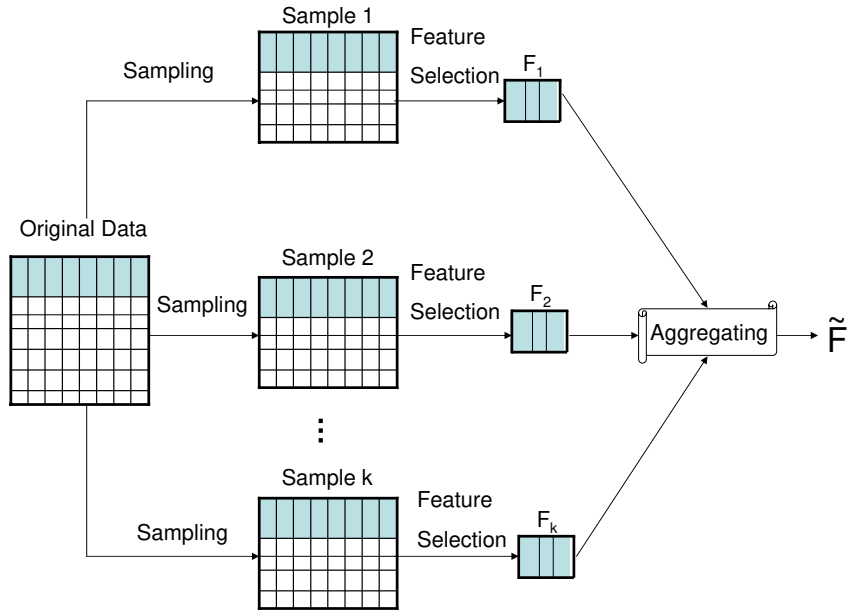 Sample 1
Feature
Selection
Sampling
F₁
Original Data
Sample 2
Feature
Selection
Sampling
F₂
Aggregating
F̃
⋮
Sample k
Feature
Selection
Sampling
Fₖ